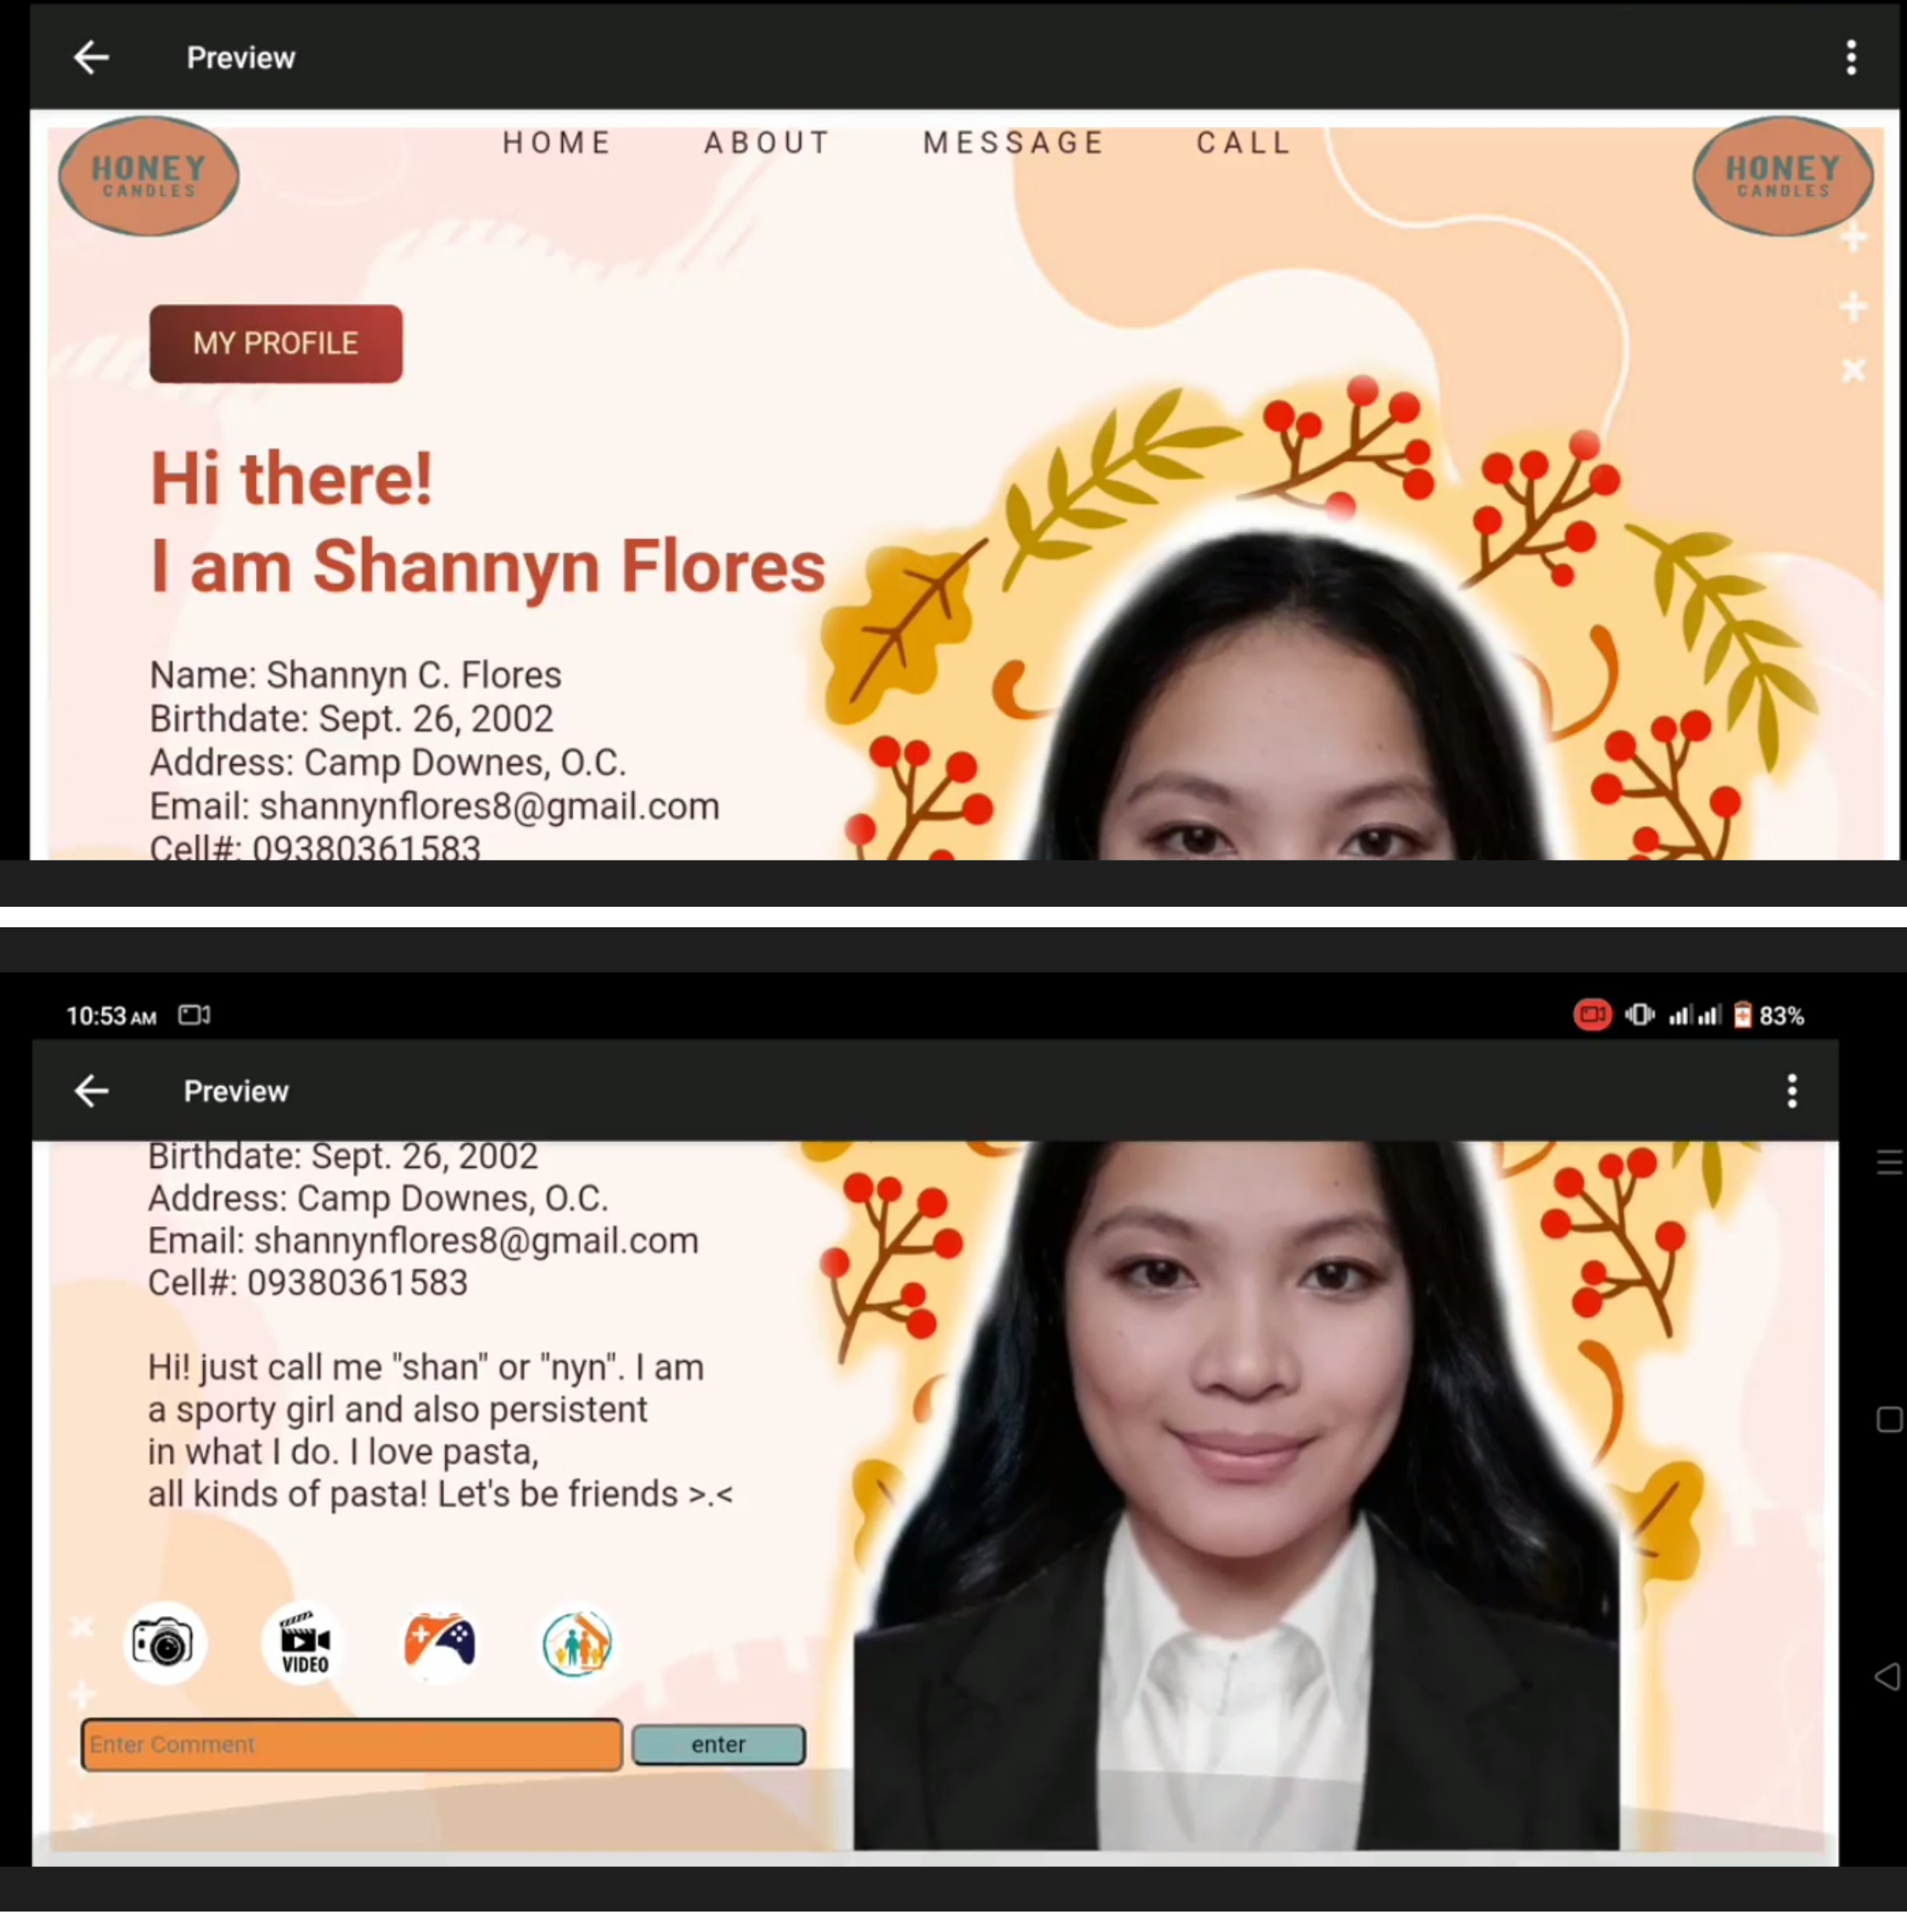 Preview
HOME ABOUT MESSAGE CALL
HONEY
CANDLES
HONEY
CANDLES
MY PROFILE
Hi there!
I am Shannyn Flores
Name: Shannyn C. Flores
Birthdate: Sept. 26, 2002
Address: Camp Downes, O.C.
Email: shannynflores8@gmail.com
Cell#: 09380361583
10:53 AM 83%
Preview
Birthdate: Sept. 26, 2002
Address: Camp Downes, O.C.
Email: shannynflores8@gmail.com
Cell#: 09380361583
Hi! just call me "shan" or "nyn". I am
a sporty girl and also persistent
in what I do. I love pasta,
all kinds of pasta! Let's be friends >.<
VIDEO
Enter Comment enter